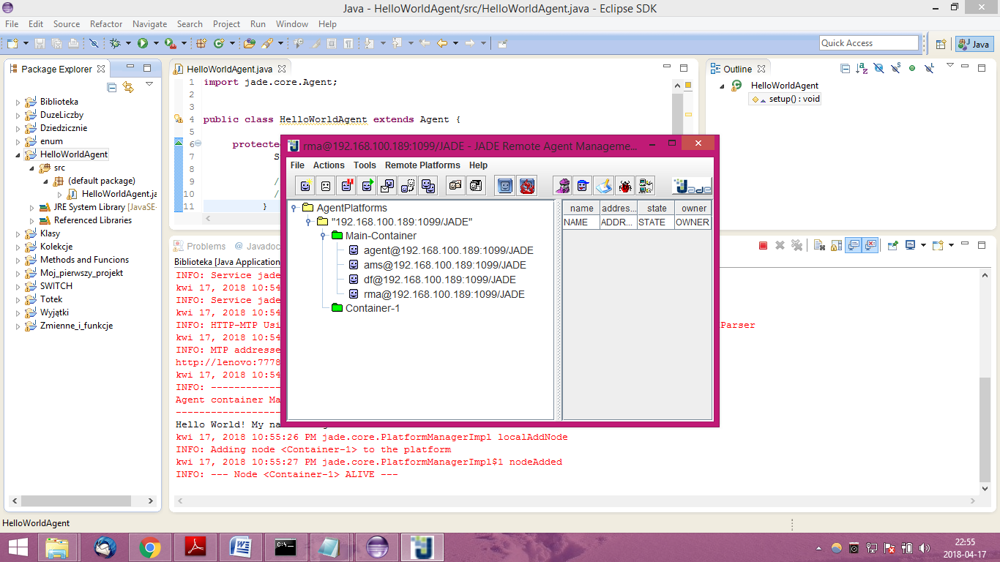 Java - HelloWorldAgent/src/HelloWorldAgent.java - Eclipse SDK
File Edit Source Refactor Navigate Search Project Run Window Help
Quick Access
Java
Package Explorer
Biblioteka
DuzeLiczby
Dziedzicznie
enum
HelloWorldAgent
src
(default package)
HelloWorldAgent.ja
JRE System Library [JavaSE-
Referenced Libraries
Klasy
Kolekcje
Methods and Funcions
Moj_pierwszy_projekt
SWITCH
Totek
Wyjątki
Zmienne_i_funkcje
HelloWorldAgent.java
1 import jade.core.Agent;
2
3
4 public class HelloWorldAgent extends Agent {
5
6 protected
7 S
8
9 /
10 /
11 }
Outline
HelloWorldAgent
setup() : void
rma@192.168.100.189:1099/JADE - JADE Remote Agent Manageme...
File Actions Tools Remote Platforms Help
Jade
AgentPlatforms
"192.168.100.189:1099/JADE"
Main-Container
agent@192.168.100.189:1099/JADE
ams@192.168.100.189:1099/JADE
df@192.168.100.189:1099/JADE
rma@192.168.100.189:1099/JADE
Container-1
name addres... state owner
NAME ADDR... STATE OWNER
Problems @ Javadoc
Biblioteka [Java Application
INFO: Service jade
kwi 17, 2018 10:54
INFO: Service jade
kwi 17, 2018 10:54
INFO: HTTP-MTP Usi Parser
kwi 17, 2018 10:54
INFO: MTP addresse
http://lenovo:7778
kwi 17, 2018 10:54
INFO: --------------
Agent container Ma
-------------------
Hello World! My na
kwi 17, 2018 10:55:26 PM jade.core.PlatformManagerImpl localAddNode
INFO: Adding node <Container-1> to the platform
kwi 17, 2018 10:55:27 PM jade.core.PlatformManagerImpl$1 nodeAdded
INFO: --- Node <Container-1> ALIVE ---
HelloWorldAgent
22:55
2018-04-17